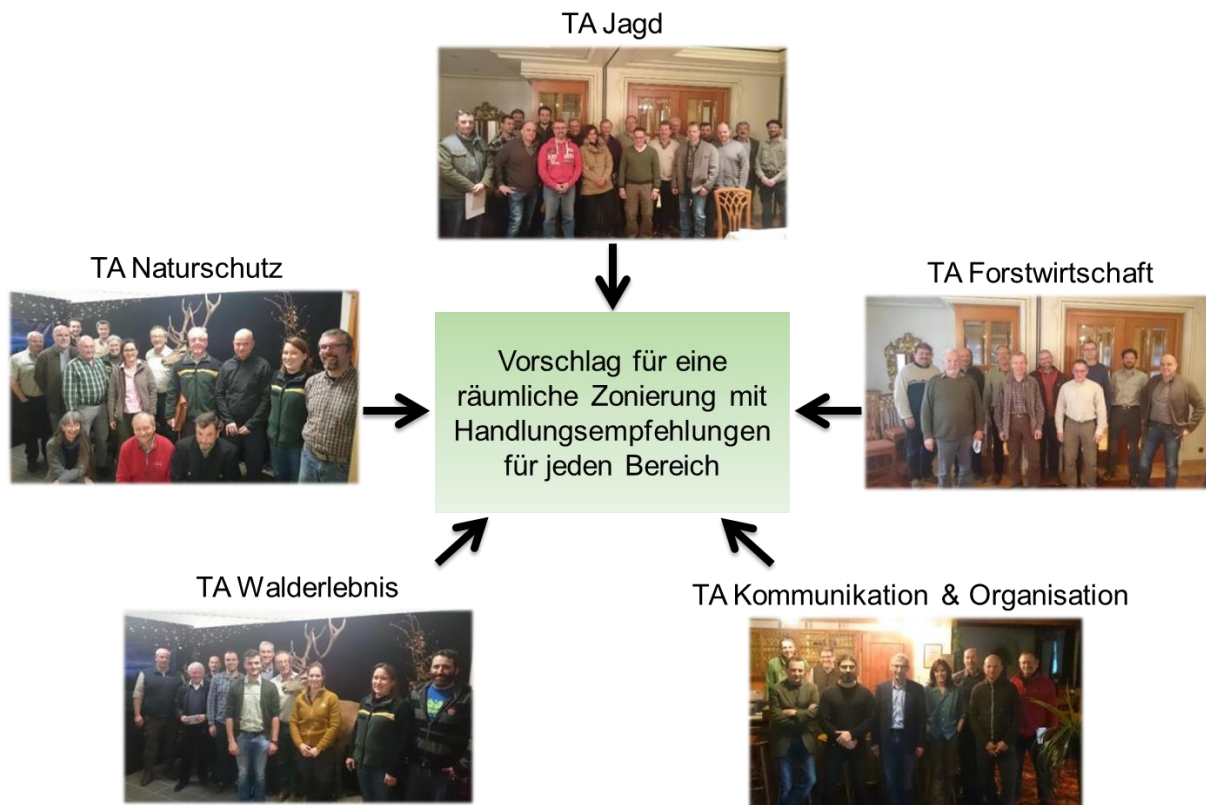 TA Jagd
TA Naturschutz
TA Forstwirtschaft
Vorschlag für eine
räumliche Zonierung mit
Handlungsempfehlungen
für jeden Bereich
TA Walderlebnis
TA Kommunikation & Organisation